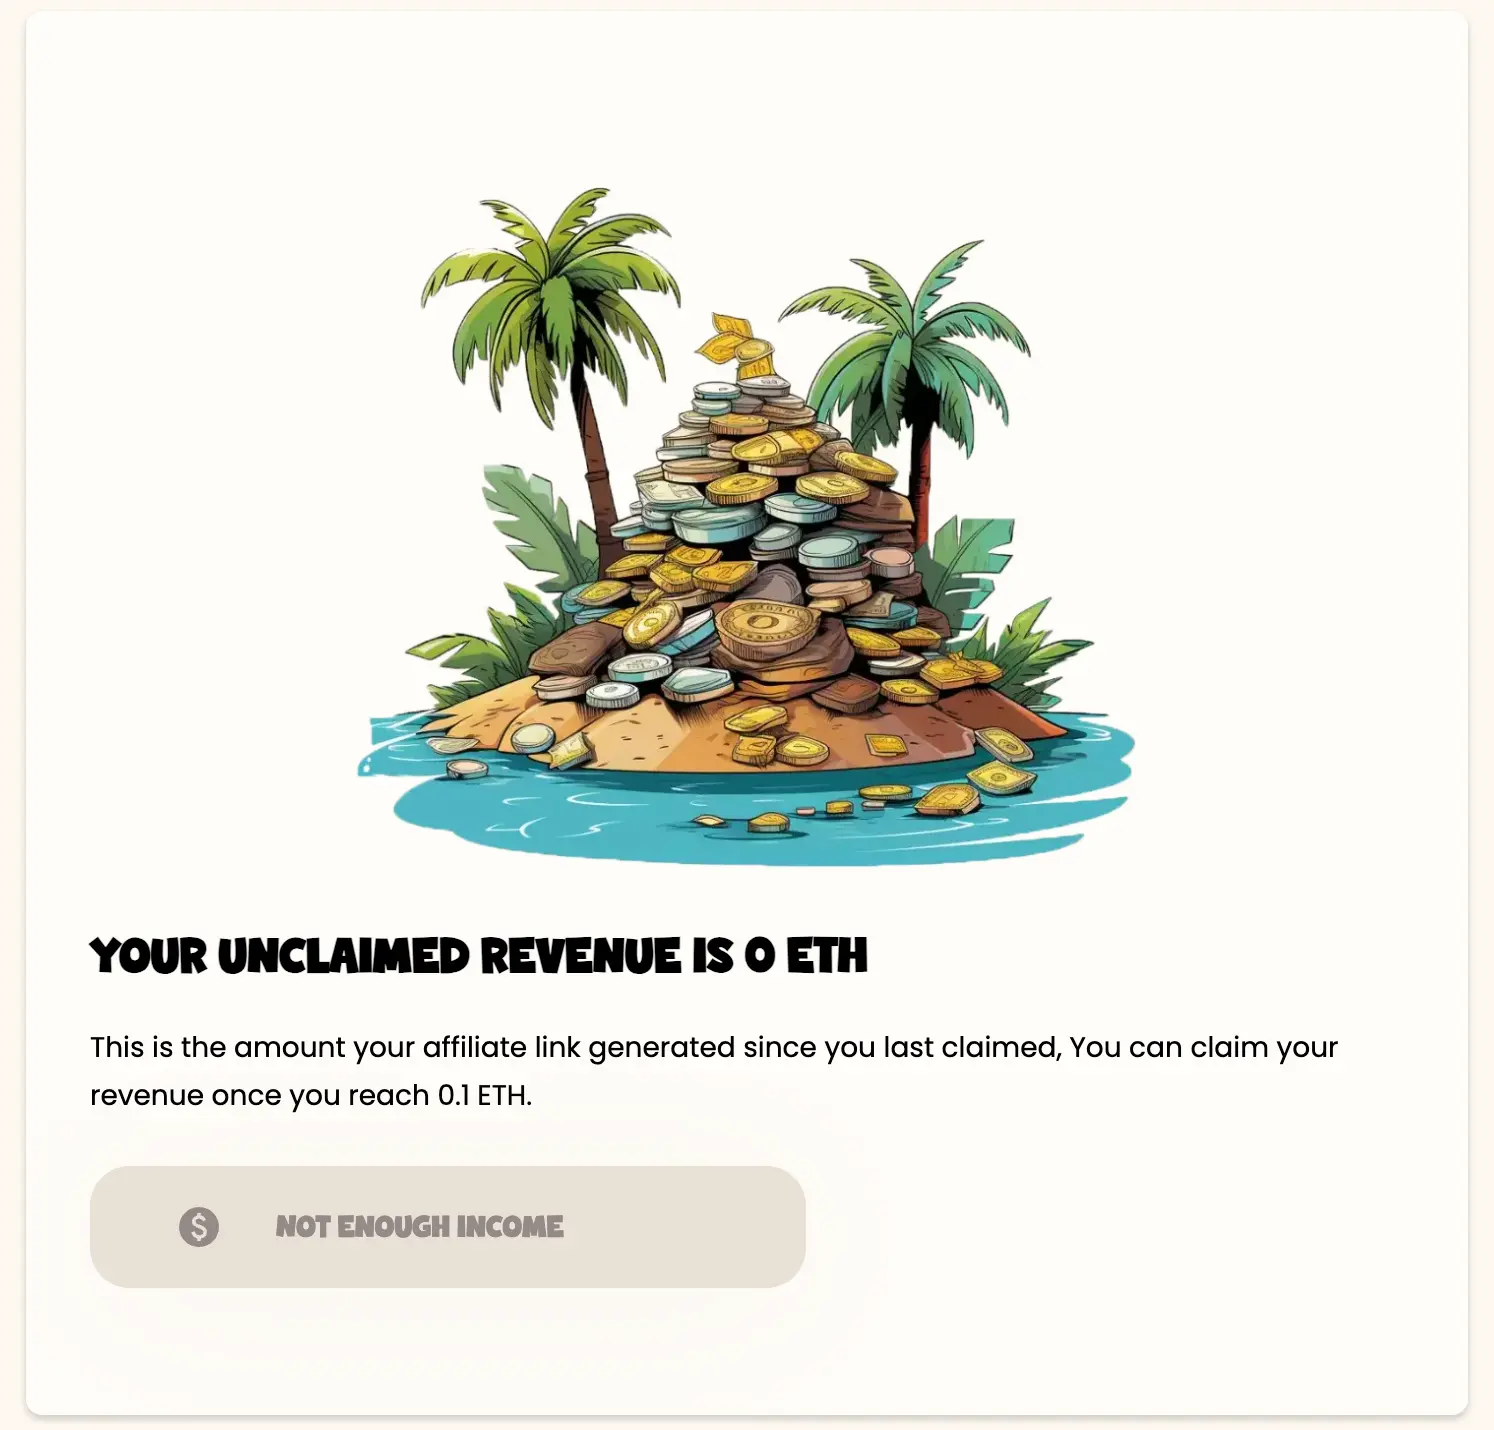 YOUR UNCLAIMED REVENUE IS 0 ETH
This is the amount your affiliate link generated since you last claimed, You can claim your
revenue once you reach 0.1 ETH.
$ NOT ENOUGH INCOME